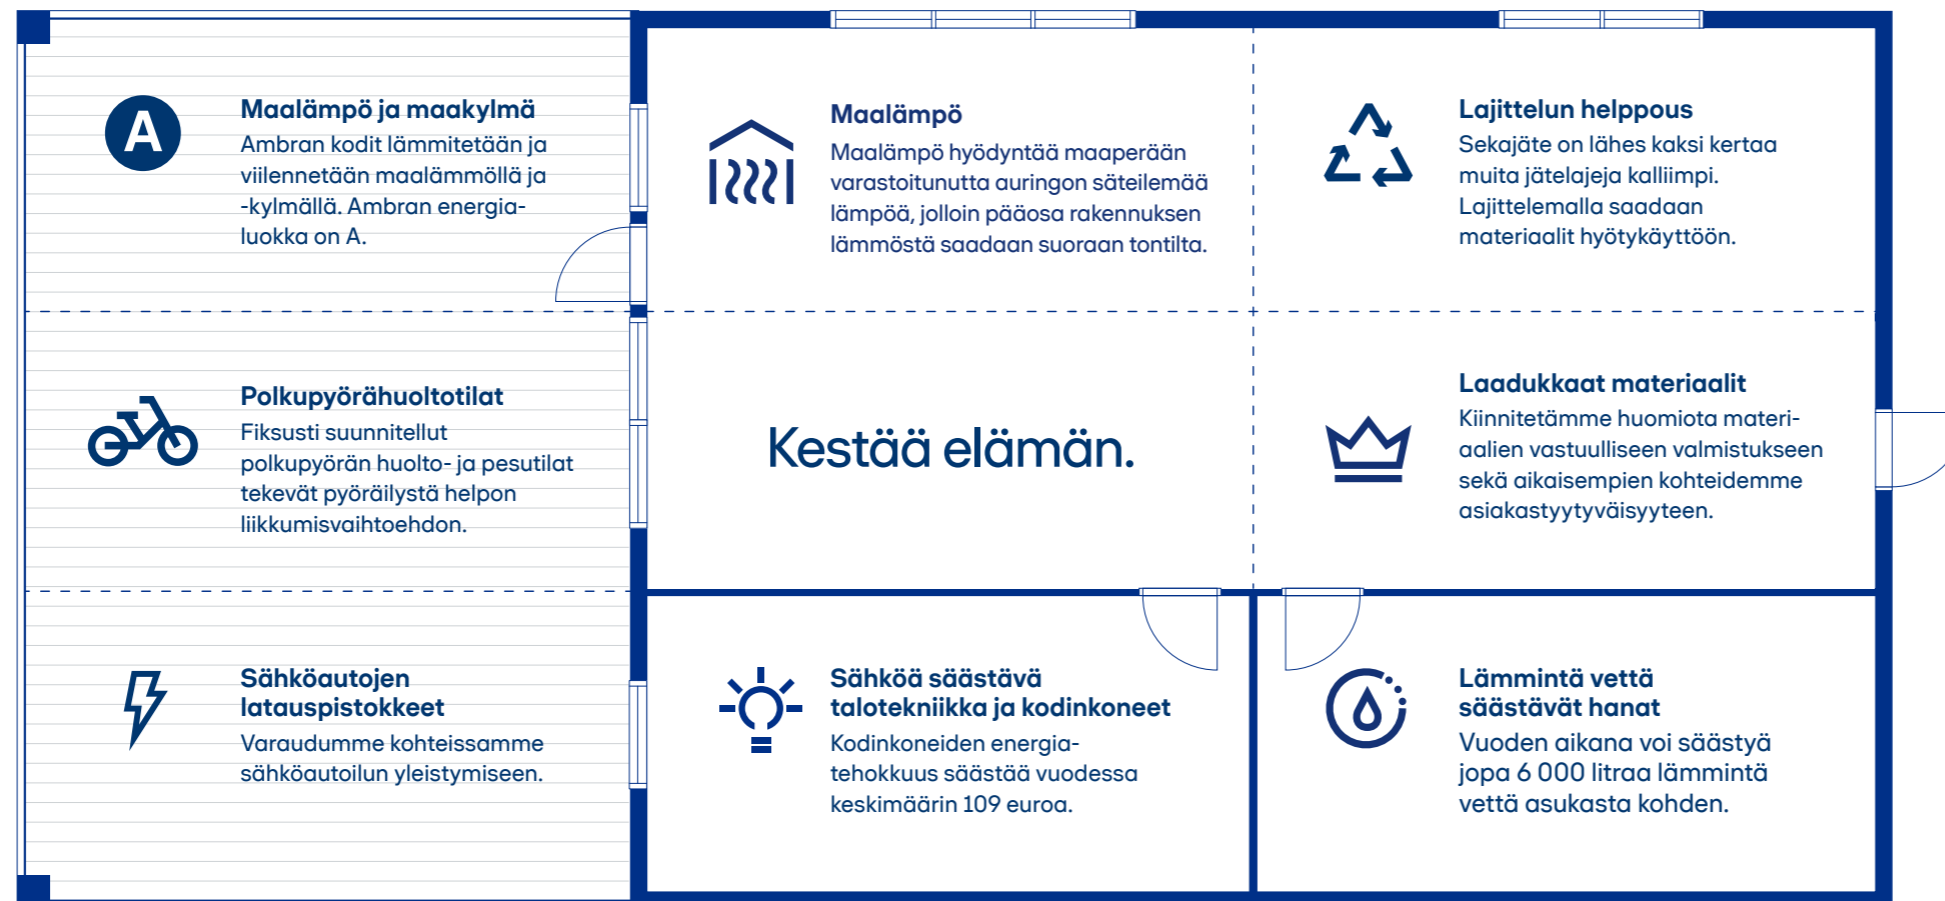 A
Maalämpö ja maakylmä
Ambran kodit lämmitetään ja
viilennetään maalämmöllä ja
-kylmällä. Ambran energia-
luokka on A.
Maalämpö
Maalämpö hyödyntää maaperään
varastoitunutta auringon säteilemää
lämpöä, jolloin pääosa rakennuksen
lämmöstä saadaan suoraan tontilta.
Lajittelun helppous
Sekajäte on lähes kaksi kertaa
muita jätelajeja kalliimpi.
Lajittelemalla saadaan
materiaalit hyötykäyttöön.
Polkupyörähuoltotilat
Fiksusti suunnitellut
polkupyörän huolto- ja pesutilat
tekevät pyöräilystä helpon
liikkumisvaihtoehdon.
Kestää elämän.
Laadukkaat materiaalit
Kiinnitetämme huomiota materi-
aalien vastuulliseen valmistukseen
sekä aikaisempien kohteidemme
asiakastyytyväisyyteen.
Sähköautojen
latauspistokkeet
Varaudumme kohteissamme
sähköautoilun yleistymiseen.
Sähköä säästävä
talotekniikka ja kodinkoneet
Kodinkoneiden energia-
tehokkuus säästää vuodessa
keskimäärin 109 euroa.
Lämmintä vettä
säästävät hanat
Vuoden aikana voi säästyä
jopa 6 000 litraa lämmintä
vettä asukasta kohden.